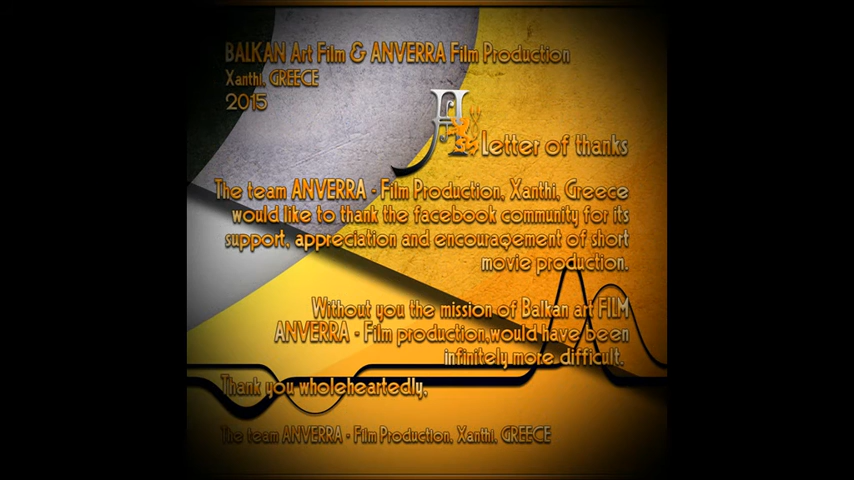 BALKAN Art Film & ANVERRA Film Production
Xanthi, GREECE
2015
A Letter of thanks
The team ANVERRA - Film Production, Xanthi, Greece
would like to thank the facebook community for its
support, appreciation and encouragement of short
movie production.
Without you the mission of Balkan art FILM
ANVERRA - Film production,would have been
infinitely more difficult.
Thank you wholeheartedly,
The team ANVERRA - Film Production, Xanthi, GREECE